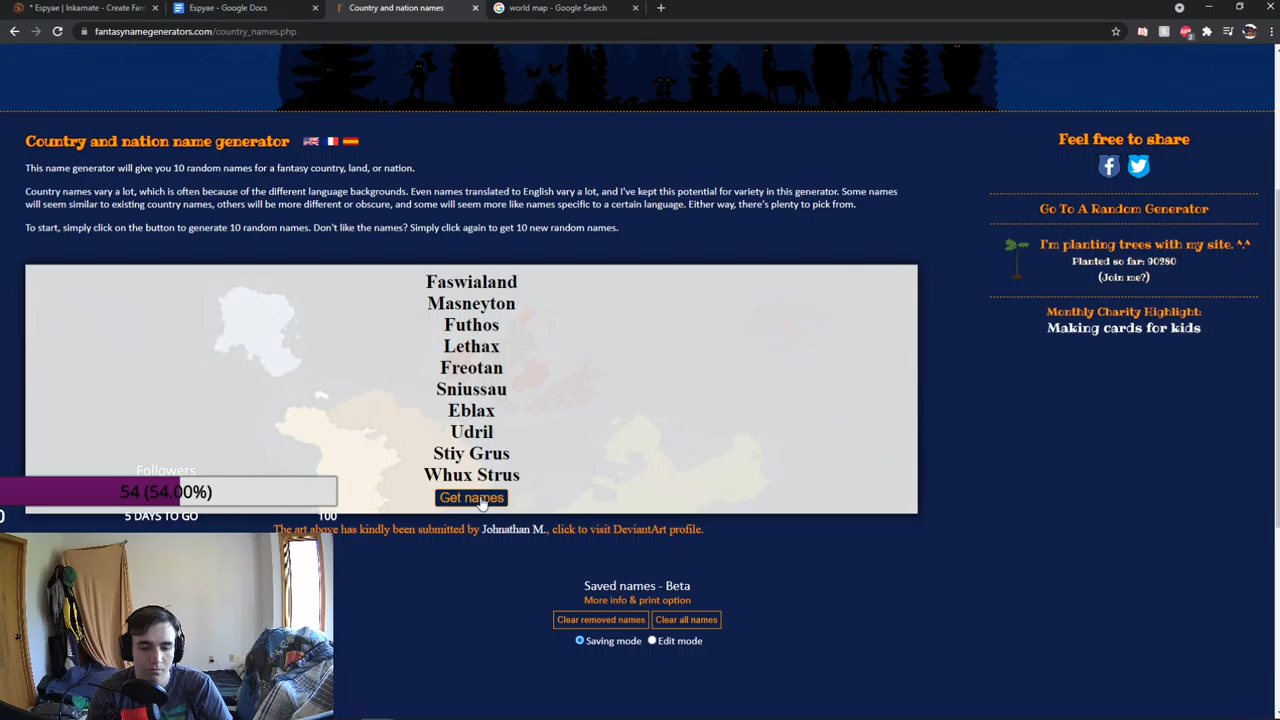 * Espyae | Inkamate - Create Fan
Espyae - Google Docs
Country and nation names
world map - Google Search
fantasynamegenerators.com/country_names.php
Country and nation name generator
This name generator will give you 10 random names for a fantasy country, land, or nation.
Country names vary a lot, which is often because of the different language backgrounds. Even names translated to English vary a lot, and I've kept this potential for variety in this generator. Some names
will seem similar to existing country names, others will be more different or obscure, and some will seem more like names specific to a certain language. Either way, there's plenty to pick from.
To start, simply click on the button to generate 10 random names. Don't like the names? Simply click again to get 10 new random names.
Feel free to share
Go To A Random Generator
I'm planting trees with my site. ^.^
Planted so far: 90280
(Join me?)
Monthly Charity Highlight:
Making cards for kids
Faswialand
Masneyton
Futhos
Lethax
Freotan
Sniussau
Eblax
Udril
Stiy Grus
Whux Strus
Get names
Followers
54 (54.00%)
0
5 DAYS TO GO
100
The art above has kindly been submitted by Johnathan M., click to visit DeviantArt profile.
Saved names - Beta
More info & print option
Clear removed names
Clear all names
Saving mode
Edit mode